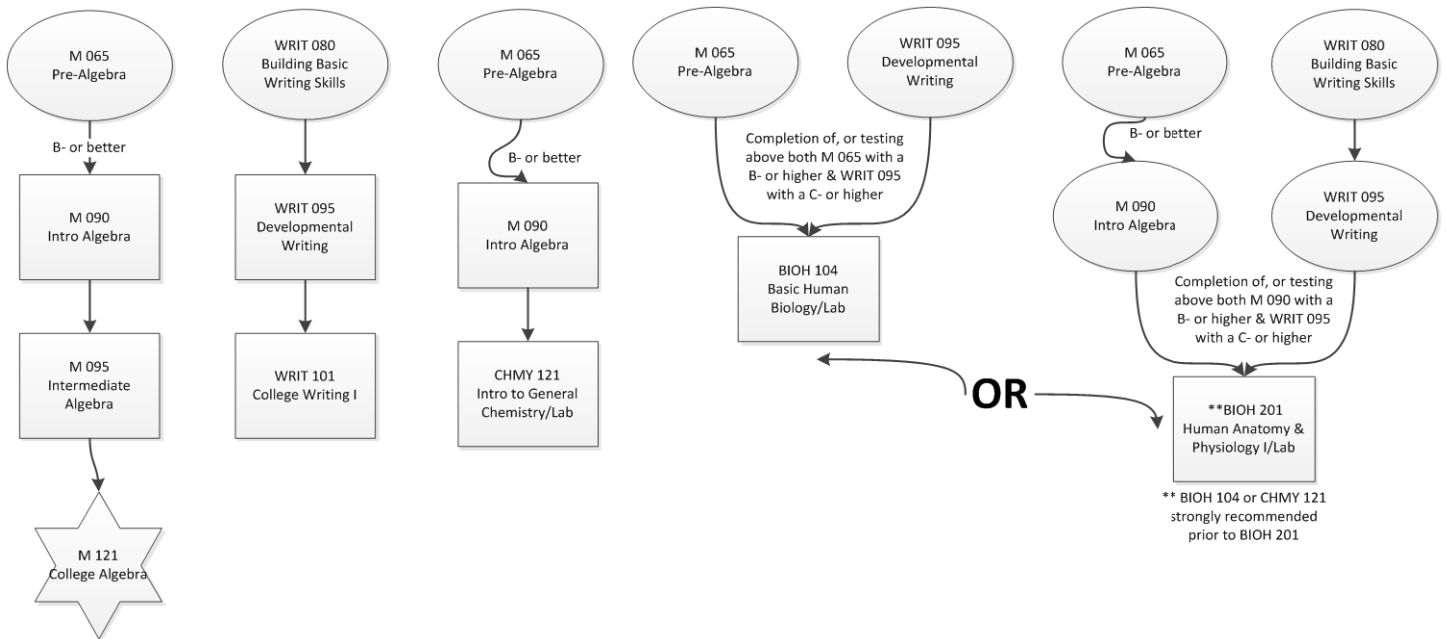 M 065
Pre-Algebra
B- or better
M 090
Intro Algebra
M 095
Intermediate
Algebra
M 121
College Algebra
WRIT 080
Building Basic
Writing Skills
WRIT 095
Developmental
Writing
WRIT 101
College Writing I
M 065
Pre-Algebra
B- or better
M 090
Intro Algebra
CHMY 121
Intro to General
Chemistry/Lab
M 065
Pre-Algebra
WRIT 095
Developmental
Writing
Completion of, or testing
above both M 065 with a
B- or higher & WRIT 095
with a C- or higher
BIOH 104
Basic Human
Biology/Lab
OR
M 065
Pre-Algebra
B- or better
M 090
Intro Algebra
WRIT 080
Building Basic
Writing Skills
WRIT 095
Developmental
Writing
Completion of, or testing
above both M 090 with a
B- or higher & WRIT 095
with a C- or higher
**BIOH 201
Human Anatomy &
Physiology I/Lab
** BIOH 104 or CHMY 121
strongly recommended
prior to BIOH 201